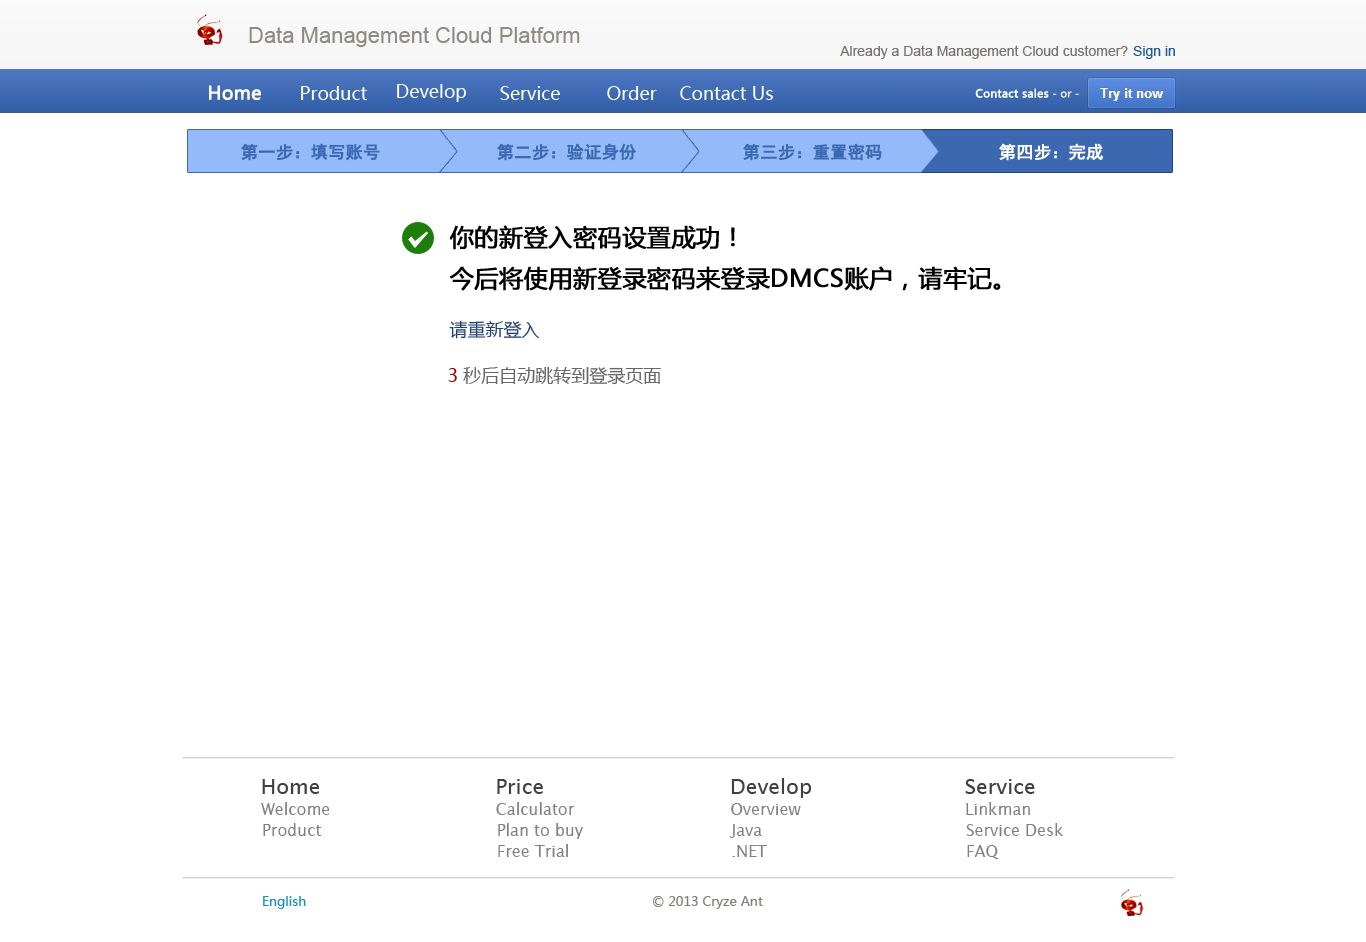 Data Management Cloud Platform
Already a Data Management Cloud customer? Sign in
Home Product Develop Service Order Contact Us Contact sales - or - Try it now
第一步：填写账号 第二步：验证身份 第三步：重置密码 第四步：完成
你的新登入密码设置成功！
今后将使用新登录密码来登录DMCS账户，请牢记。
请重新登入
3 秒后自动跳转到登录页面
Home Price Develop Service
Welcome Calculator Overview Linkman
Product Plan to buy Java Service Desk
Free Trial .NET FAQ
English © 2013 Cryze Ant